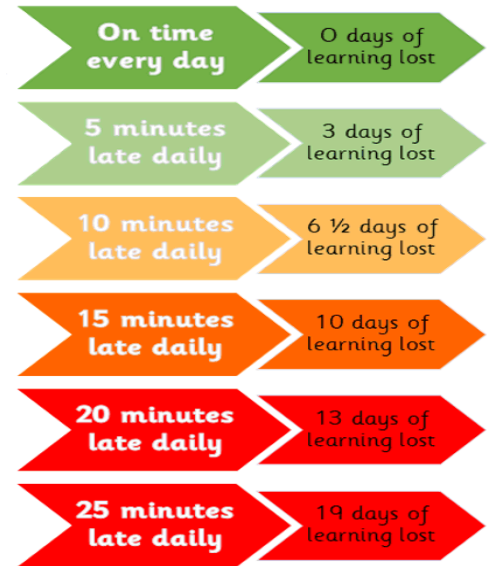 On time
every day
0 days of
learning lost
5 minutes
late daily
3 days of
learning lost
10 minutes
late daily
6 ½ days of
learning lost
15 minutes
late daily
10 days of
learning lost
20 minutes
late daily
13 days of
learning lost
25 minutes
late daily
19 days of
learning lost